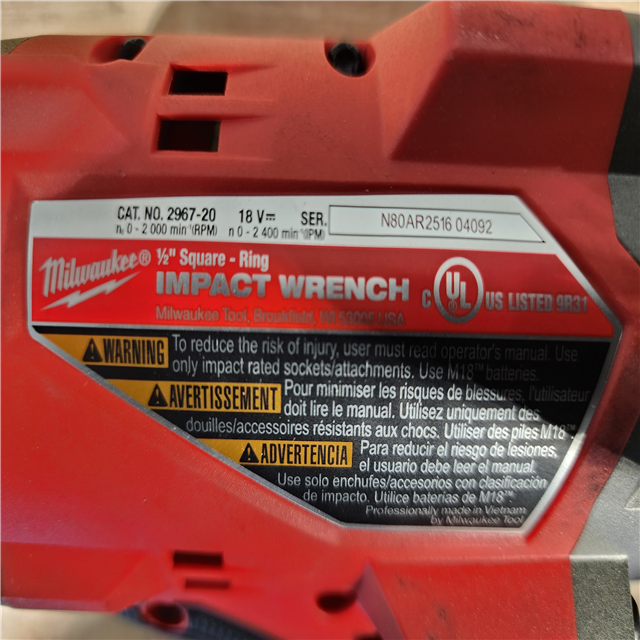 CAT. NO. 2967-20 18 V⎓ SER. N80AR2516 04092
n₀ 0 - 2 000 min⁻¹(RPM) n 0 - 2 400 min⁻¹(IPM)
Milwaukee® ½" Square - Ring
IMPACT WRENCH
Milwaukee Tool, Brookfield, WI 53005 USA
C UL US LISTED 9R31
WARNING To reduce the risk of injury, user must read operator's manual. Use
only impact rated sockets/attachments. Use M18™ batteries.
AVERTISSEMENT Pour minimiser les risques de blessures, l'utilisateur
doit lire le manual. Utilisez uniquement des
douilles/accessoires résistants aux chocs. Utiliser des piles M18™
ADVERTENCIA Para reducir el riesgo de lesiones,
el usuario debe leer el manual.
Use solo enchufes/accesorios con clasificación
de impacto. Utilice baterías de M18™
Professionally made in Vietnam
by Milwaukee Tool